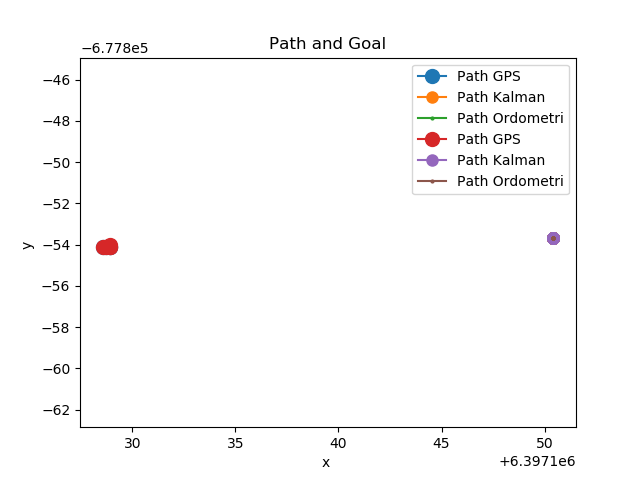 −6.778e5
Path and Goal
Path GPS
Path Kalman
Path Ordometri
Path GPS
Path Kalman
Path Ordometri
−46
−48
−50
−52
−54
−56
−58
−60
−62
y
30 35 40 45 50
x
+6.3971e6